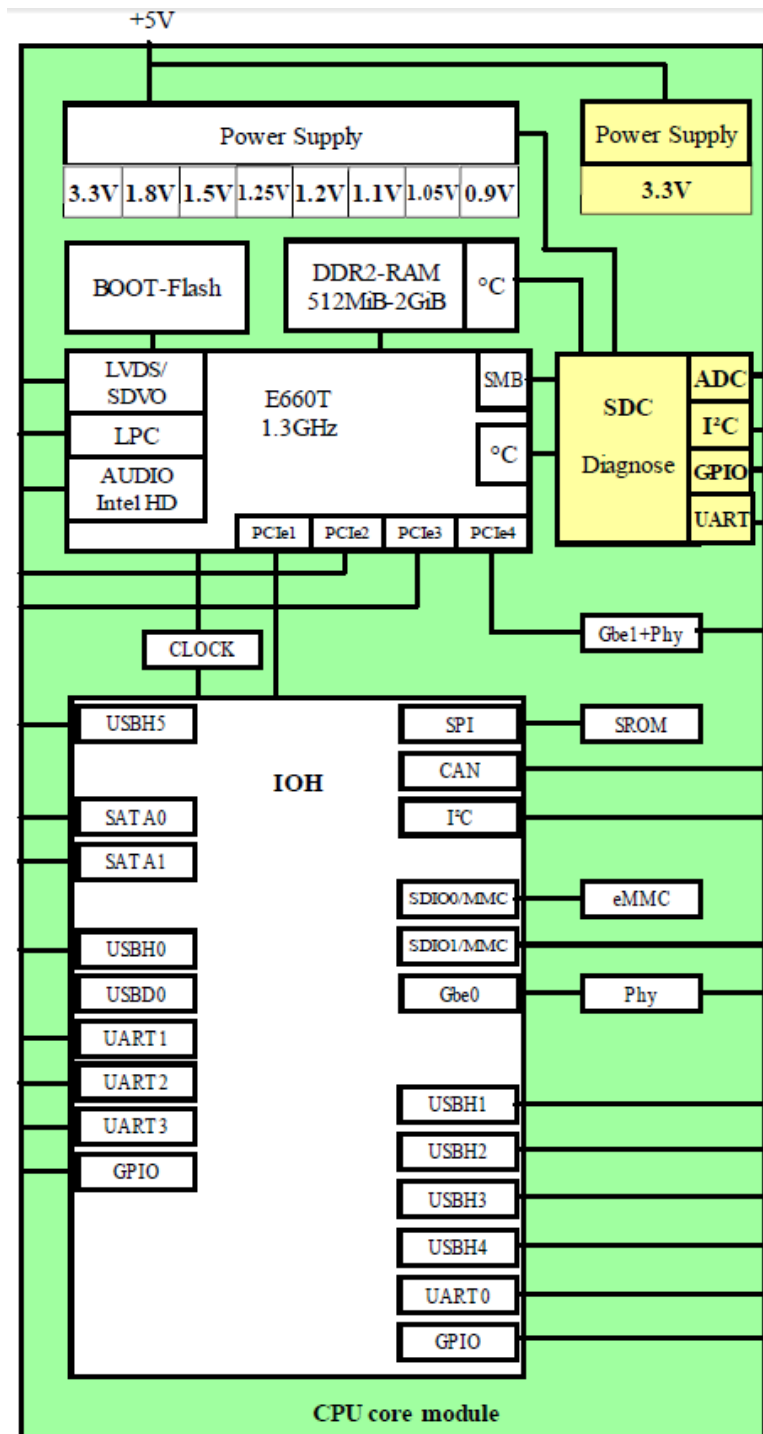 +5V
Power Supply
3.3V 1.8V 1.5V 1.25V 1.2V 1.1V 1.05V 0.9V
Power Supply
3.3V
BOOT-Flash
DDR2-RAM
512MiB-2GiB
°C
LVDS/
SDVO
LPC
AUDIO
Intel HD
E660T
1.3GHz
SMB
°C
PCIe1 PCIe2 PCIe3 PCIe4
SDC
Diagnose
ADC
I²C
GPIO
UART
Gbe1+Phy
CLOCK
IOH
USBH5
SATA0
SATA1
USBH0
USBD0
UART1
UART2
UART3
GPIO
SPI
CAN
I²C
SDIO0/MMC
SDIO1/MMC
Gbe0
USBH1
USBH2
USBH3
USBH4
UART0
GPIO
SROM
eMMC
Phy
CPU core module